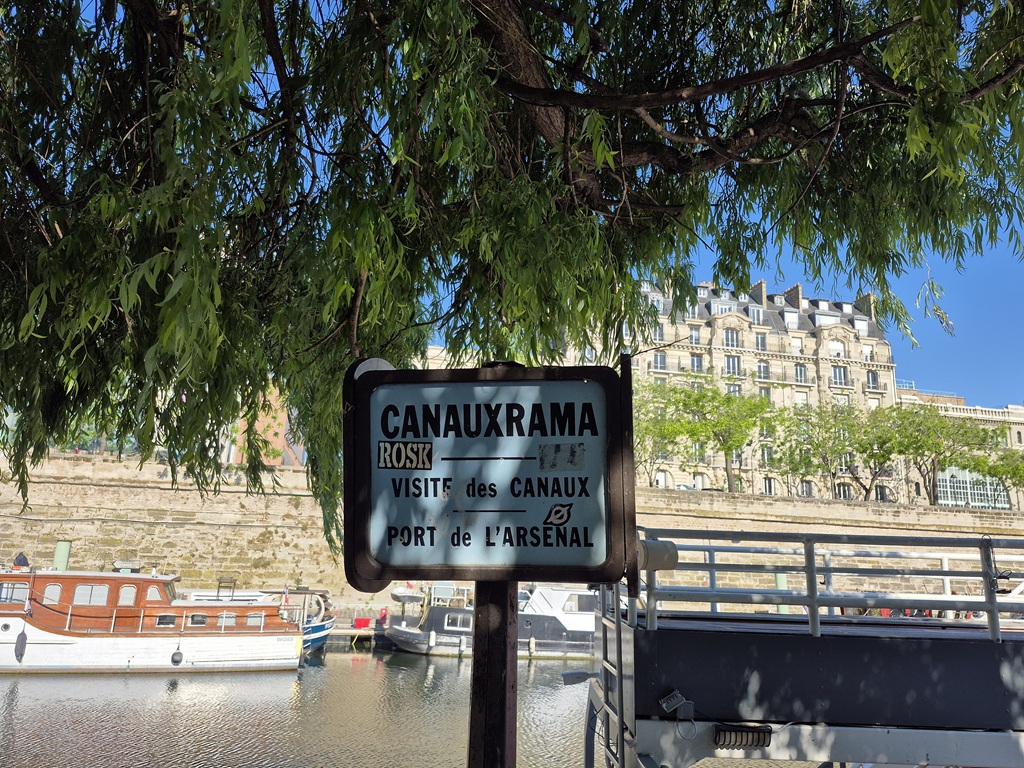 CANAUXRAMA
ROSK
VISITE des CANAUX
PORT de L'ARSENAL